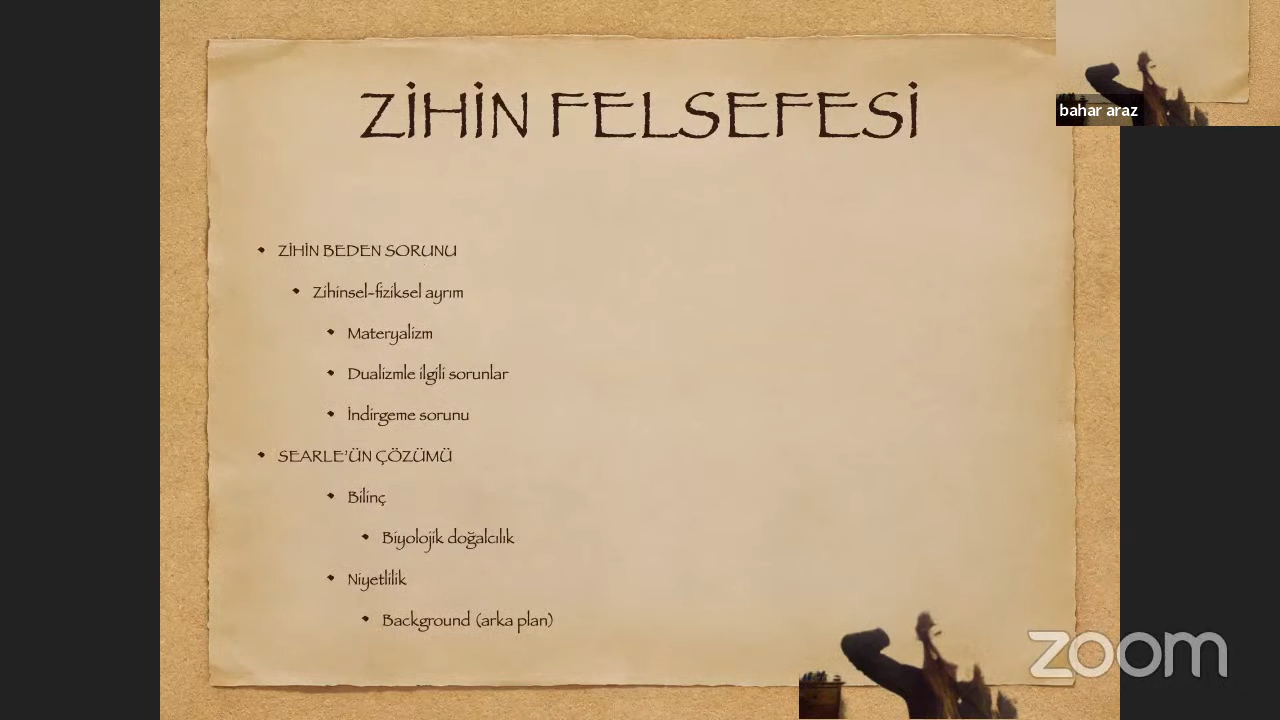 ZİHİN FELSEFESİ
bahar araz
ZİHİN BEDEN SORUNU
Zihinsel-fiziksel ayrım
Materyalizm
Dualizmle ilgili sorunlar
İndirgeme sorunu
SEARLE'ÜN ÇÖZÜMÜ
Bilinç
Biyolojik doğalcılık
Niyetlilik
Background (arka plan)
zoom